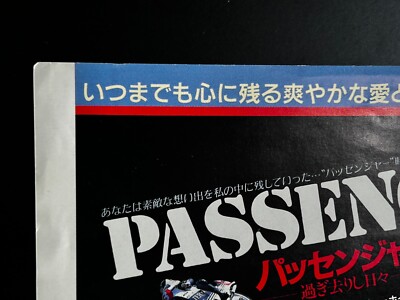 いつまでも心に残る爽やかな愛と
あなたは素敵な想い出を私の中に残していった…"パッセンジャー"
PASSENG
パッセンジャ
過ぎ去りし日々